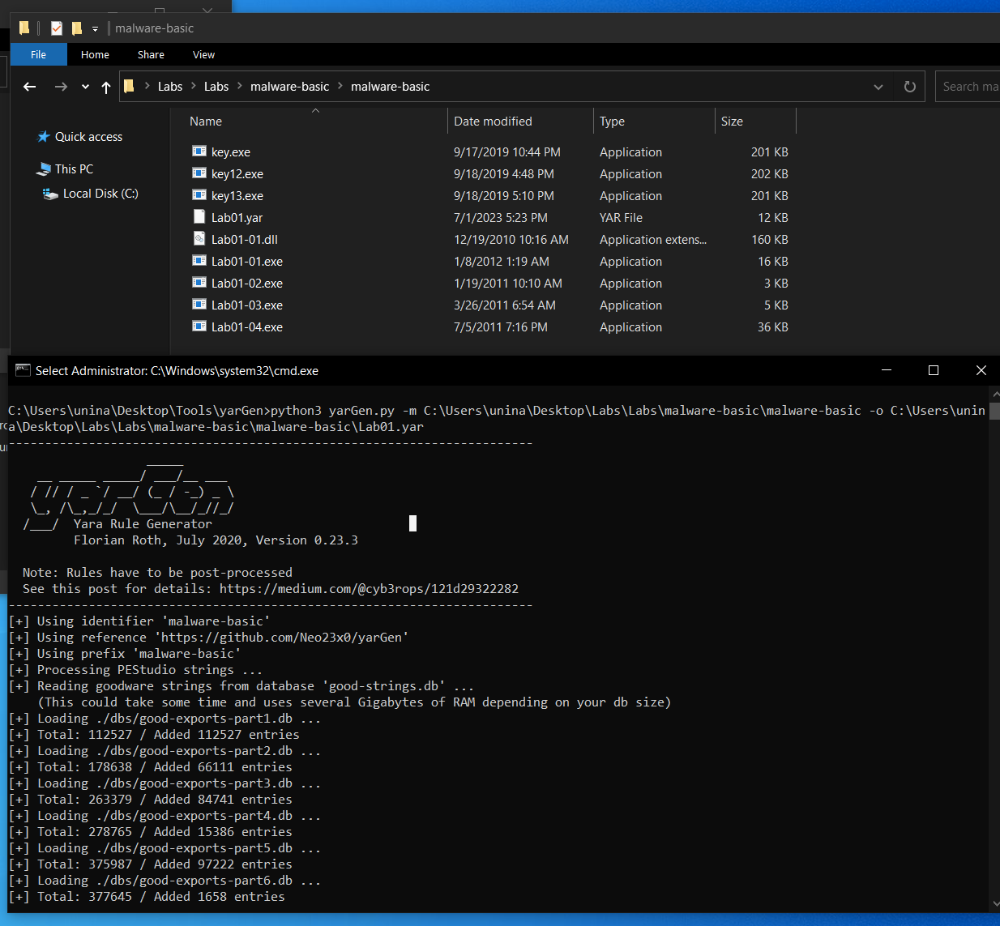 malware-basic
File Home Share View
Labs Labs malware-basic malware-basic Search ma
Name Date modified Type Size
Quick access
This PC
Local Disk (C:)
key.exe 9/17/2019 10:44 PM Application 201 KB
key12.exe 9/18/2019 4:48 PM Application 202 KB
key13.exe 9/18/2019 5:10 PM Application 201 KB
Lab01.yar 7/1/2023 5:23 PM YAR File 12 KB
Lab01-01.dll 12/19/2010 10:16 AM Application extens... 160 KB
Lab01-01.exe 1/8/2012 1:19 AM Application 16 KB
Lab01-02.exe 1/19/2011 10:10 AM Application 3 KB
Lab01-03.exe 3/26/2011 6:54 AM Application 5 KB
Lab01-04.exe 7/5/2011 7:16 PM Application 36 KB
Select Administrator: C:\Windows\system32\cmd.exe
C:\Users\unina\Desktop\Tools\yarGen>python3 yarGen.py -m C:\Users\unina\Desktop\Labs\Labs\malware-basic\malware-basic -o C:\Users\unin
a\Desktop\Labs\Labs\malware-basic\malware-basic\Lab01.yar
------------------------------------------------------------------------
                   _____
    __ _____ _____/ ___/__ ___
   / // / _ `/ __/ (_ / -_) _ \
   \_, /\_,_/_/  \___/\__/_//_/
  /___/  Yara Rule Generator
         Florian Roth, July 2020, Version 0.23.3
  Note: Rules have to be post-processed
  See this post for details: https://medium.com/@cyb3rops/121d29322282
------------------------------------------------------------------------
[+] Using identifier 'malware-basic'
[+] Using reference 'https://github.com/Neo23x0/yarGen'
[+] Using prefix 'malware-basic'
[+] Processing PEStudio strings ...
[+] Reading goodware strings from database 'good-strings.db' ...
    (This could take some time and uses several Gigabytes of RAM depending on your db size)
[+] Loading ./dbs/good-exports-part1.db ...
[+] Total: 112527 / Added 112527 entries
[+] Loading ./dbs/good-exports-part2.db ...
[+] Total: 178638 / Added 66111 entries
[+] Loading ./dbs/good-exports-part3.db ...
[+] Total: 263379 / Added 84741 entries
[+] Loading ./dbs/good-exports-part4.db ...
[+] Total: 278765 / Added 15386 entries
[+] Loading ./dbs/good-exports-part5.db ...
[+] Total: 375987 / Added 97222 entries
[+] Loading ./dbs/good-exports-part6.db ...
[+] Total: 377645 / Added 1658 entries